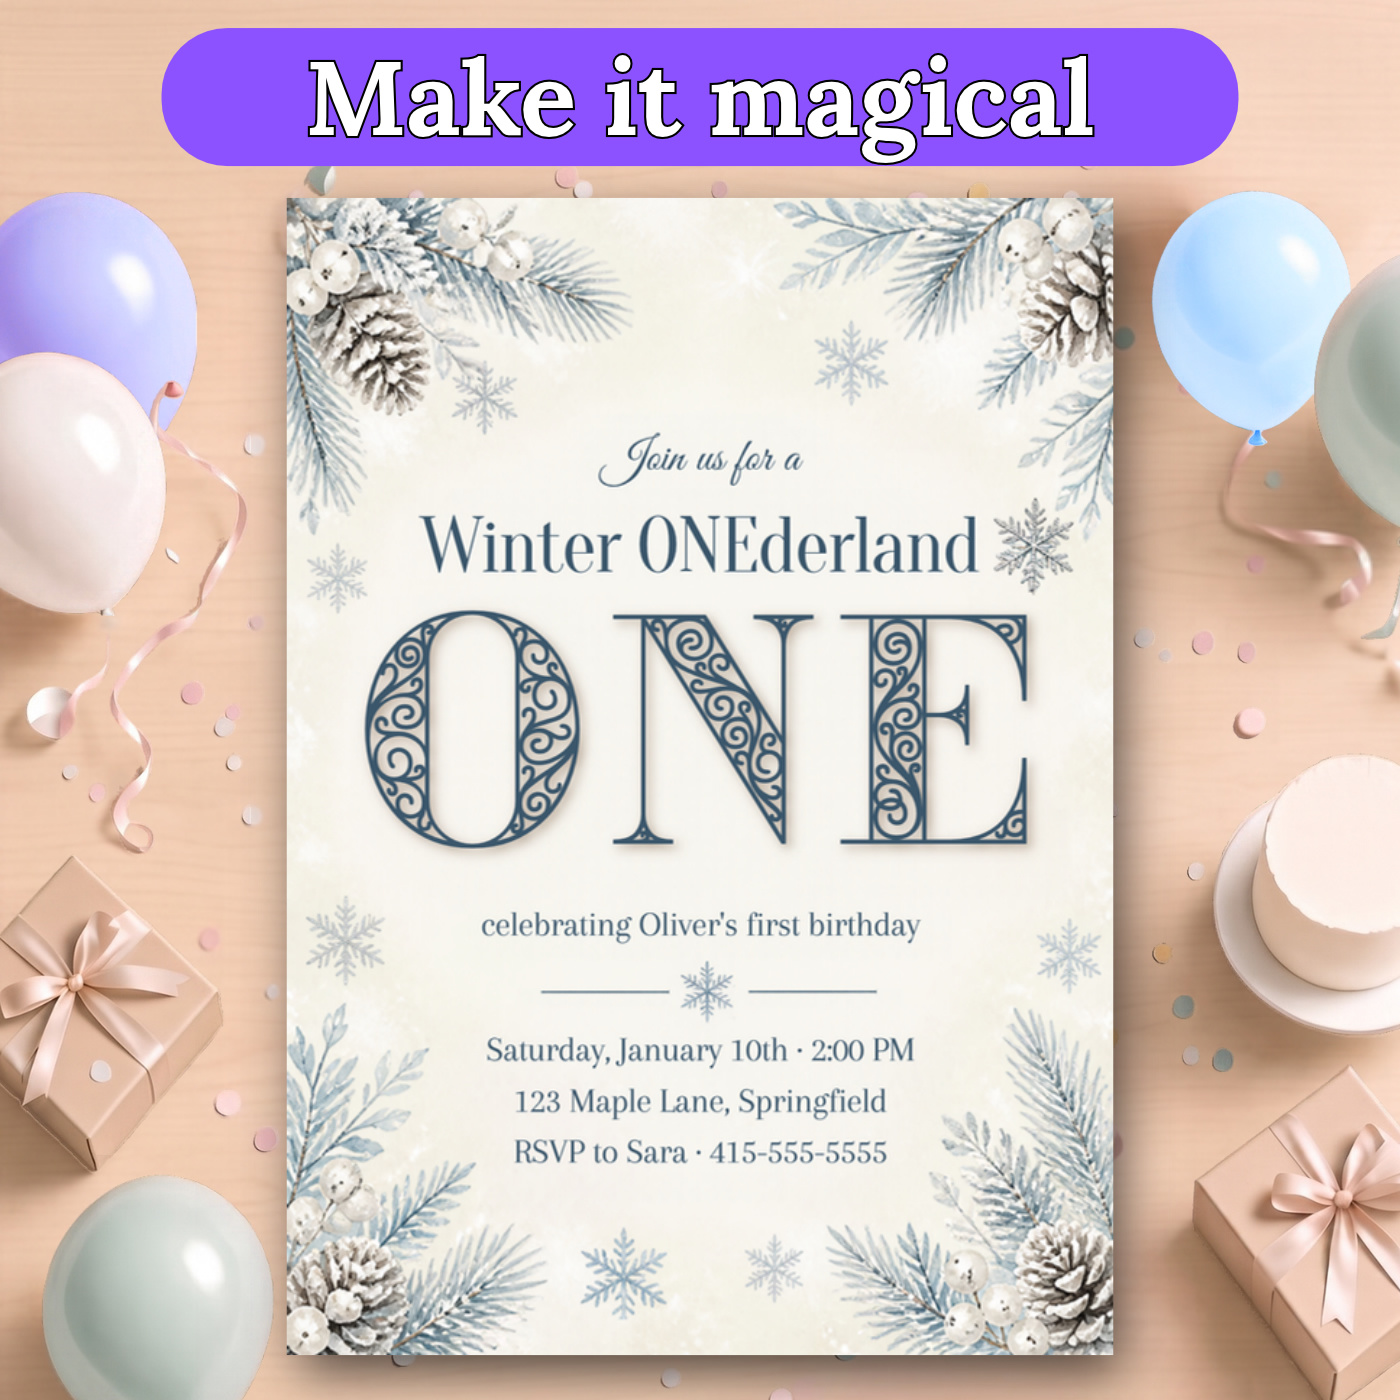 Make it magical
Join us for a
Winter ONEderland
ONE
celebrating Oliver's first birthday
Saturday, January 10th · 2:00 PM
123 Maple Lane, Springfield
RSVP to Sara · 415-555-5555